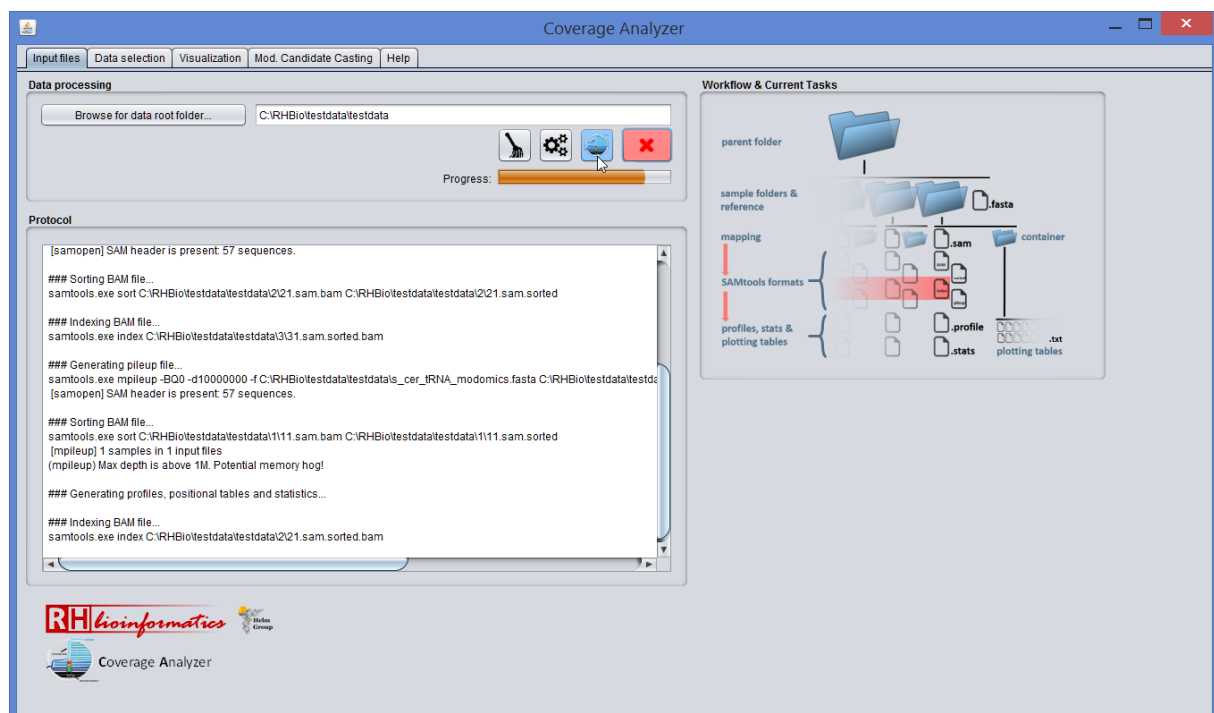 Coverage Analyzer
Input files
Data selection
Visualization
Mod. Candidate Casting
Help
Data processing
Browse for data root folder...
C:\RHBio\testdata\testdata
Progress:
Protocol
[samopen] SAM header is present: 57 sequences.
### Sorting BAM file...
samtools.exe sort C:\RHBio\testdata\testdata\2\21.sam.bam C:\RHBio\testdata\testdata\2\21.sam.sorted
### Indexing BAM file...
samtools.exe index C:\RHBio\testdata\testdata\3\31.sam.sorted.bam
### Generating pileup file...
samtools.exe mpileup -BQ0 -d10000000 -f C:\RHBio\testdata\testdata\s_cer_tRNA_modomics.fasta C:\RHBio\testdata\testda
[samopen] SAM header is present: 57 sequences.
### Sorting BAM file...
samtools.exe sort C:\RHBio\testdata\testdata\1\11.sam.bam C:\RHBio\testdata\testdata\1\11.sam.sorted
[mpileup] 1 samples in 1 input files
(mpileup) Max depth is above 1M. Potential memory hog!
### Generating profiles, positional tables and statistics...
### Indexing BAM file...
samtools.exe index C:\RHBio\testdata\testdata\2\21.sam.sorted.bam
RHbioinformatics
Helm
Group
Coverage Analyzer
Workflow & Current Tasks
parent folder
sample folders &
reference
.fasta
mapping
.sam
container
SAMtools formats
profiles, stats &
plotting tables
.profile
.stats
.txt
plotting tables